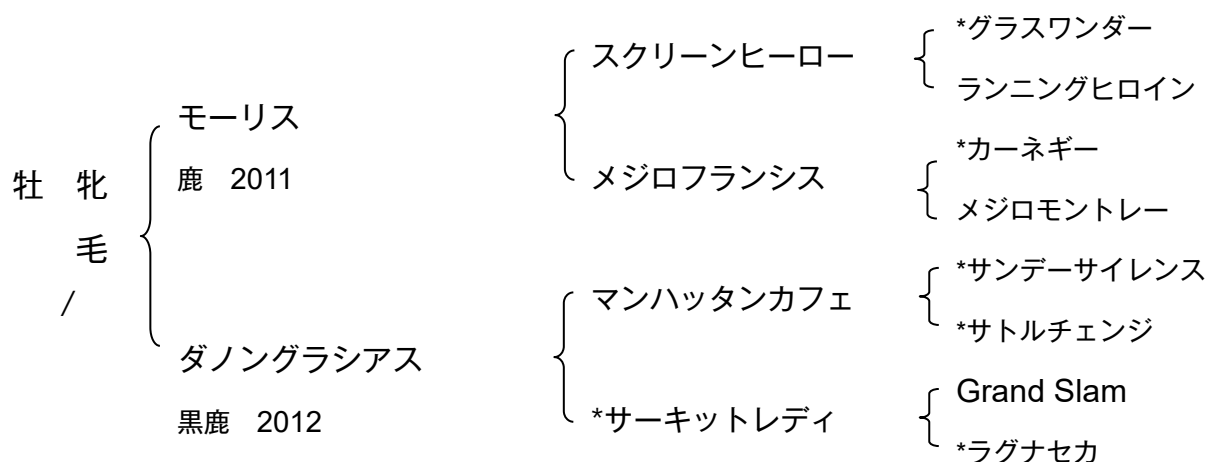 牡　牝
毛
/
モーリス
鹿　2011
ダノングラシアス
黒鹿　2012
スクリーンヒーロー
メジロフランシス
マンハッタンカフェ
*サーキットレディ
*グラスワンダー
ランニングヒロイン
*カーネギー
メジロモントレー
*サンデーサイレンス
*サトルチェンジ
Grand Slam
*ラグナセカ